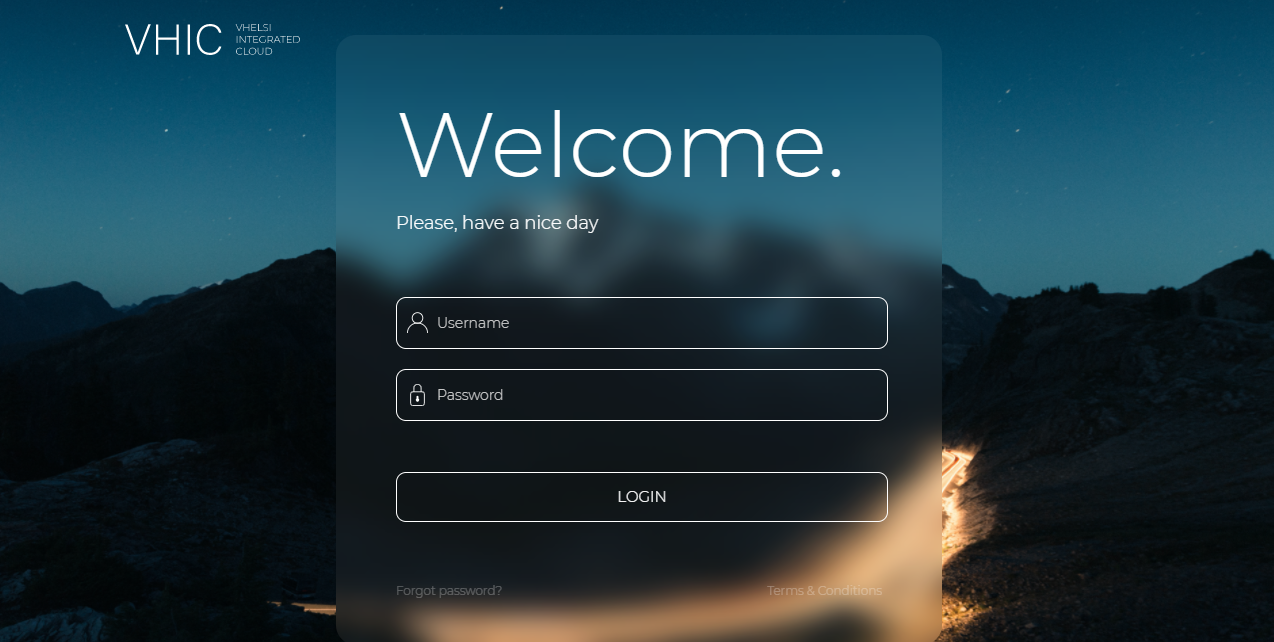 VHIC
VHELSI
INTEGRATED
CLOUD
Welcome.
Please, have a nice day
Username
Password
LOGIN
Forgot password?
Terms & Conditions